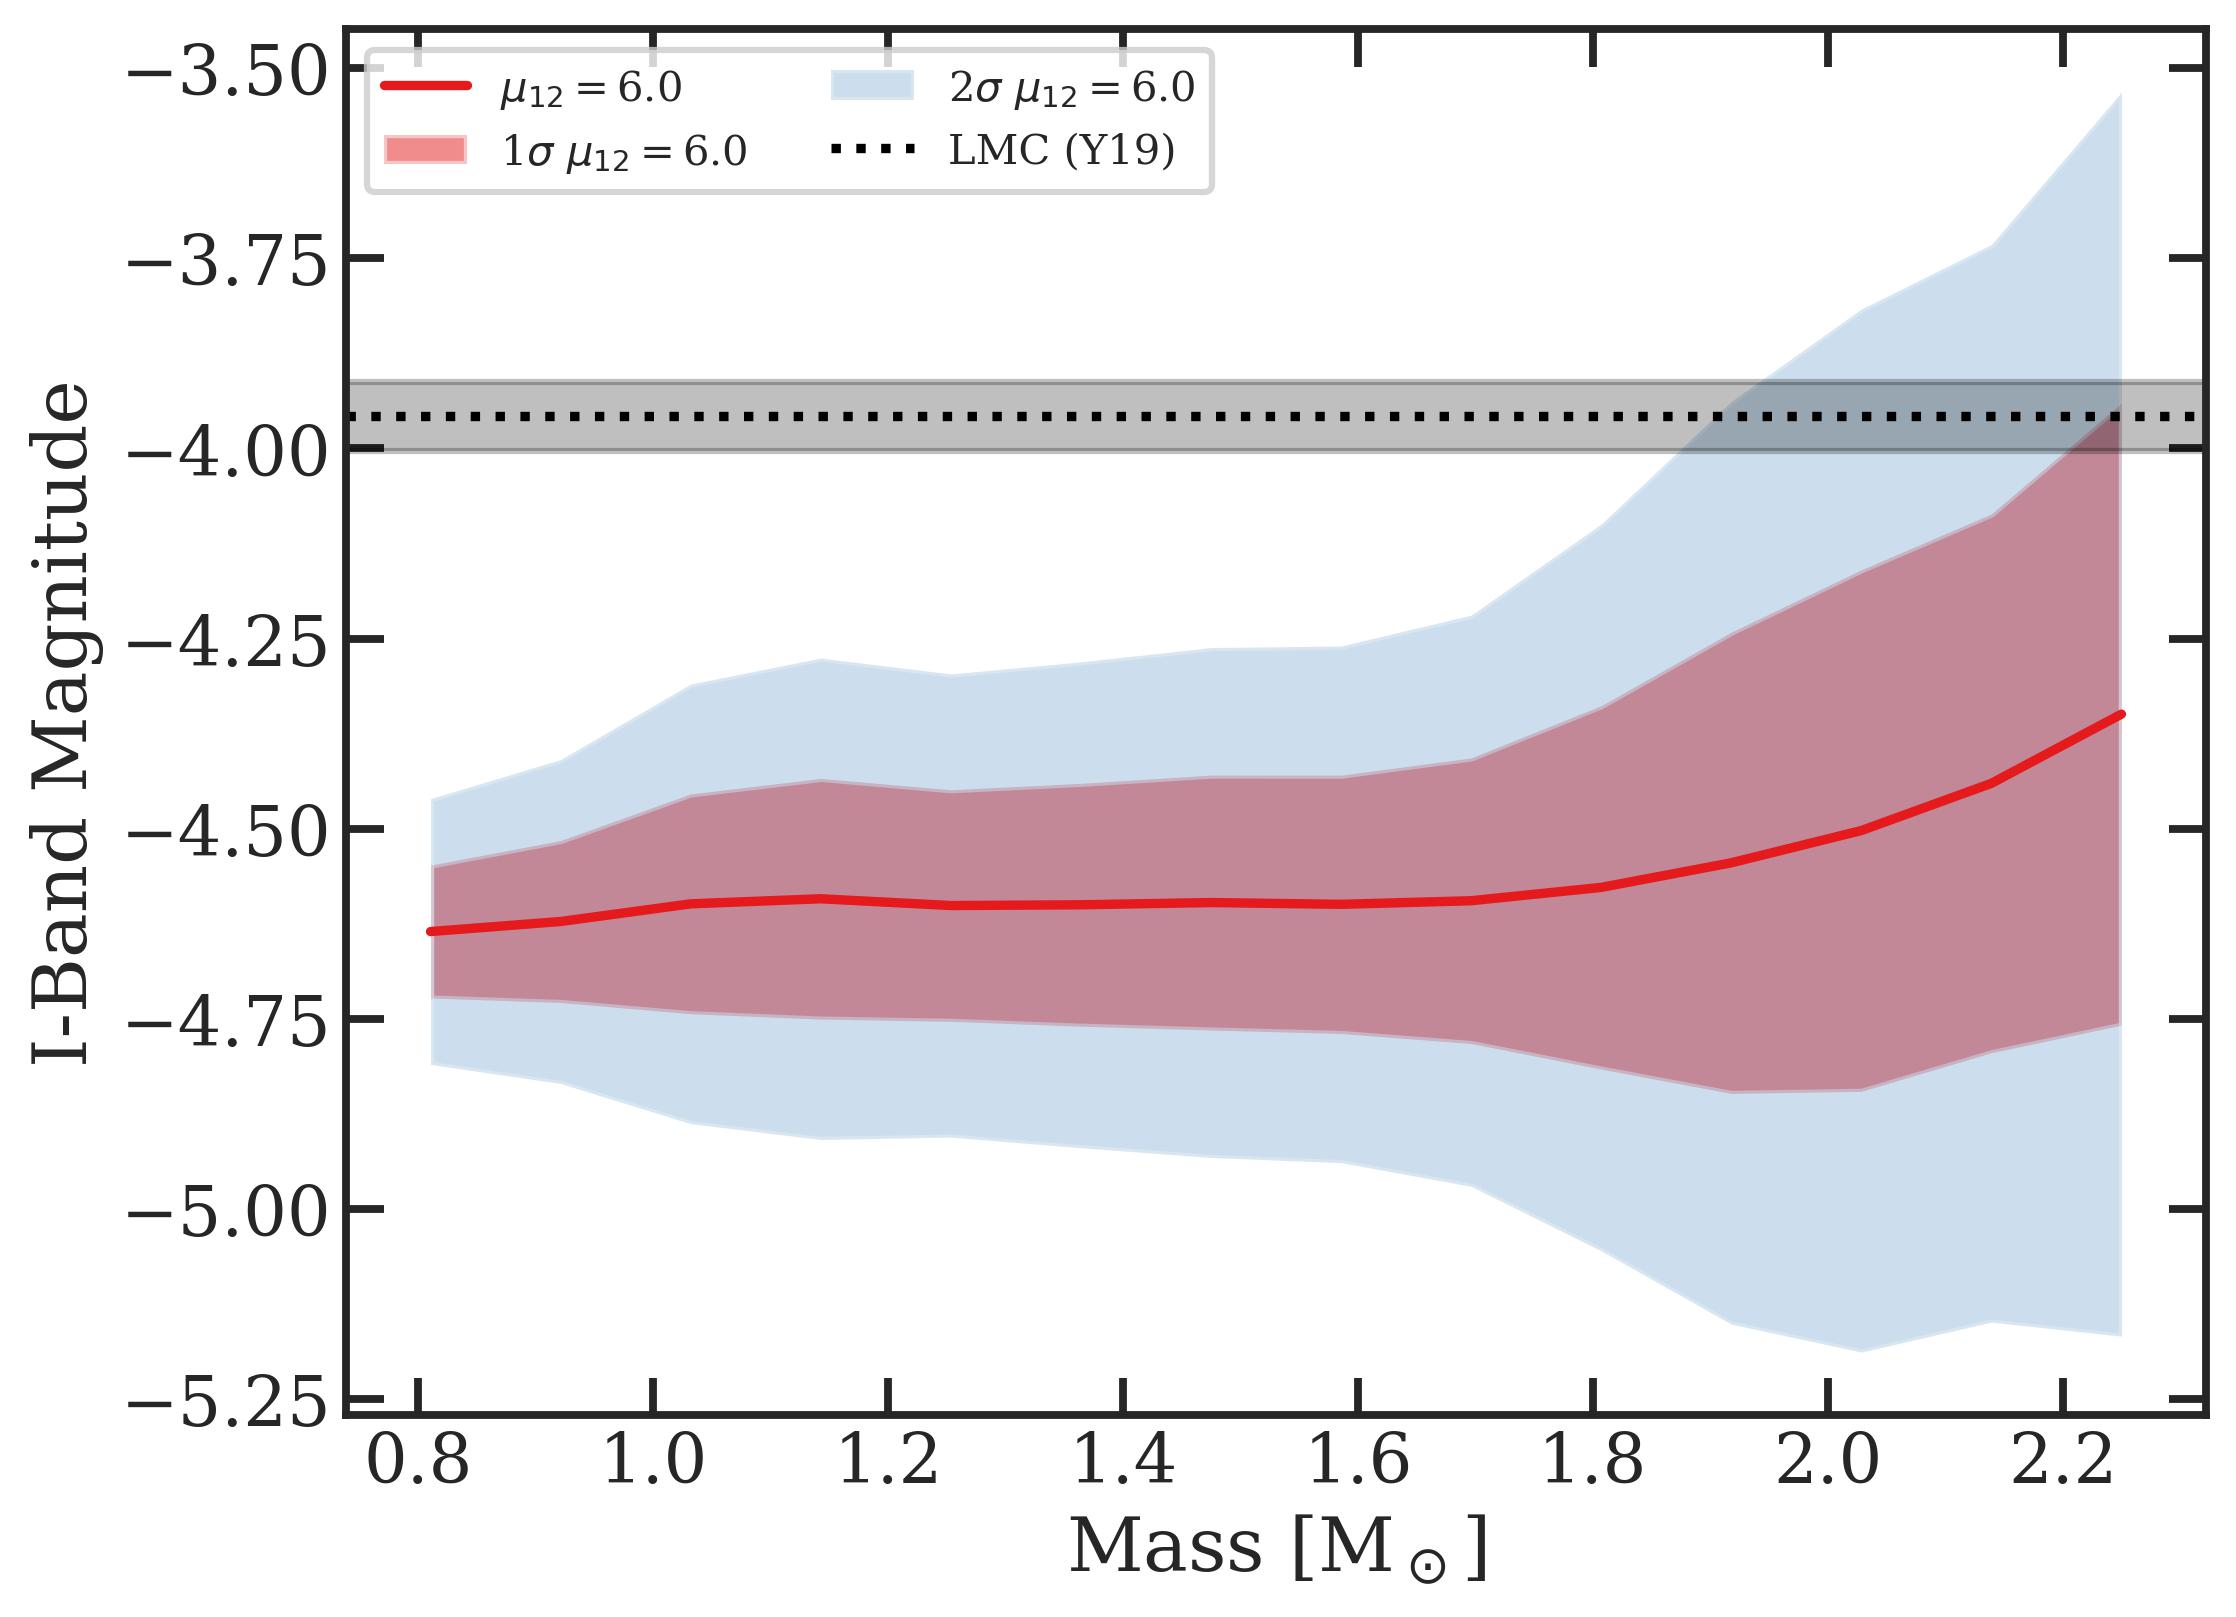 −3.50
−3.75
−4.00
−4.25
−4.50
−4.75
−5.00
−5.25
I-Band Magnitude
μ₁₂ = 6.0
1σ μ₁₂ = 6.0
2σ μ₁₂ = 6.0
LMC (Y19)
0.8 1.0 1.2 1.4 1.6 1.8 2.0 2.2
Mass [M⊙]